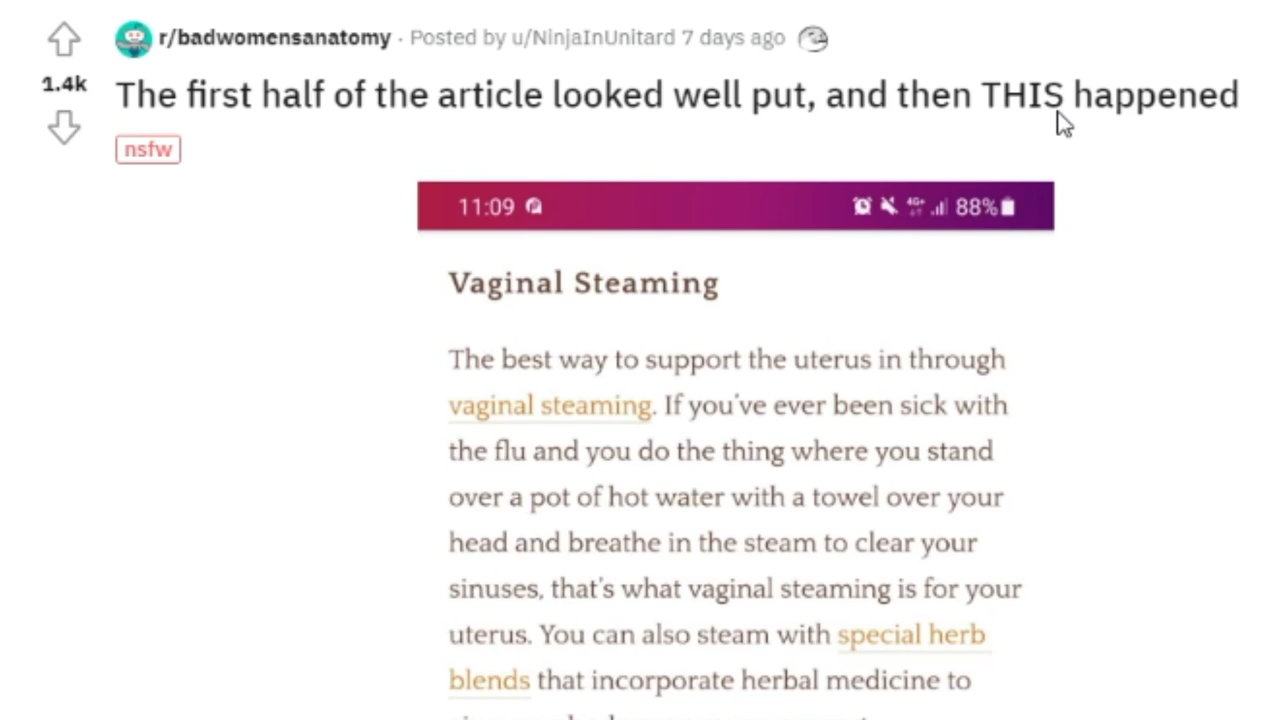 r/badwomensanatomy · Posted by u/NinjaInUnitard 7 days ago
1.4k
The first half of the article looked well put, and then THIS happened
nsfw
11:09 4G+ 88%
Vaginal Steaming
The best way to support the uterus in through
vaginal steaming. If you've ever been sick with
the flu and you do the thing where you stand
over a pot of hot water with a towel over your
head and breathe in the steam to clear your
sinuses, that's what vaginal steaming is for your
uterus. You can also steam with special herb
blends that incorporate herbal medicine to